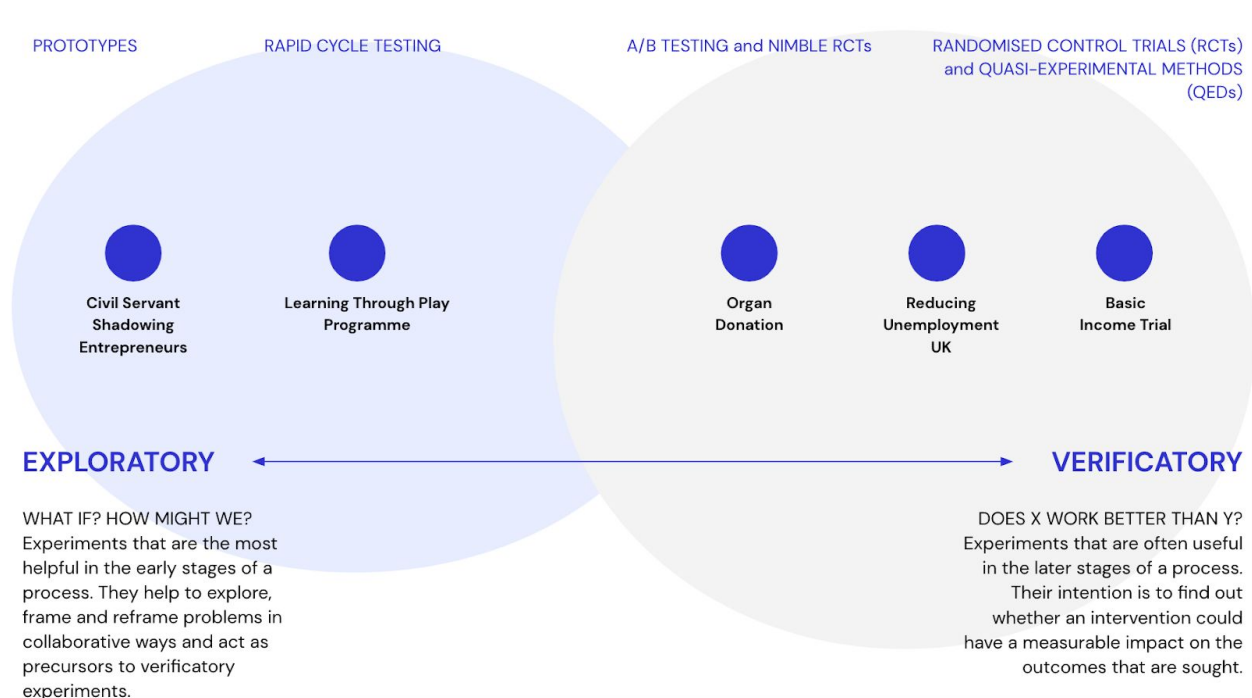 PROTOTYPES
RAPID CYCLE TESTING
A/B TESTING and NIMBLE RCTs
RANDOMISED CONTROL TRIALS (RCTs)
and QUASI-EXPERIMENTAL METHODS
(QEDs)
Civil Servant
Shadowing
Entrepreneurs
Learning Through Play
Programme
Organ
Donation
Reducing
Unemployment
UK
Basic
Income Trial
EXPLORATORY
VERIFICATORY
WHAT IF? HOW MIGHT WE?
Experiments that are the most
helpful in the early stages of a
process. They help to explore,
frame and reframe problems in
collaborative ways and act as
precursors to verificatory
experiments.
DOES X WORK BETTER THAN Y?
Experiments that are often useful
in the later stages of a process.
Their intention is to find out
whether an intervention could
have a measurable impact on the
outcomes that are sought.